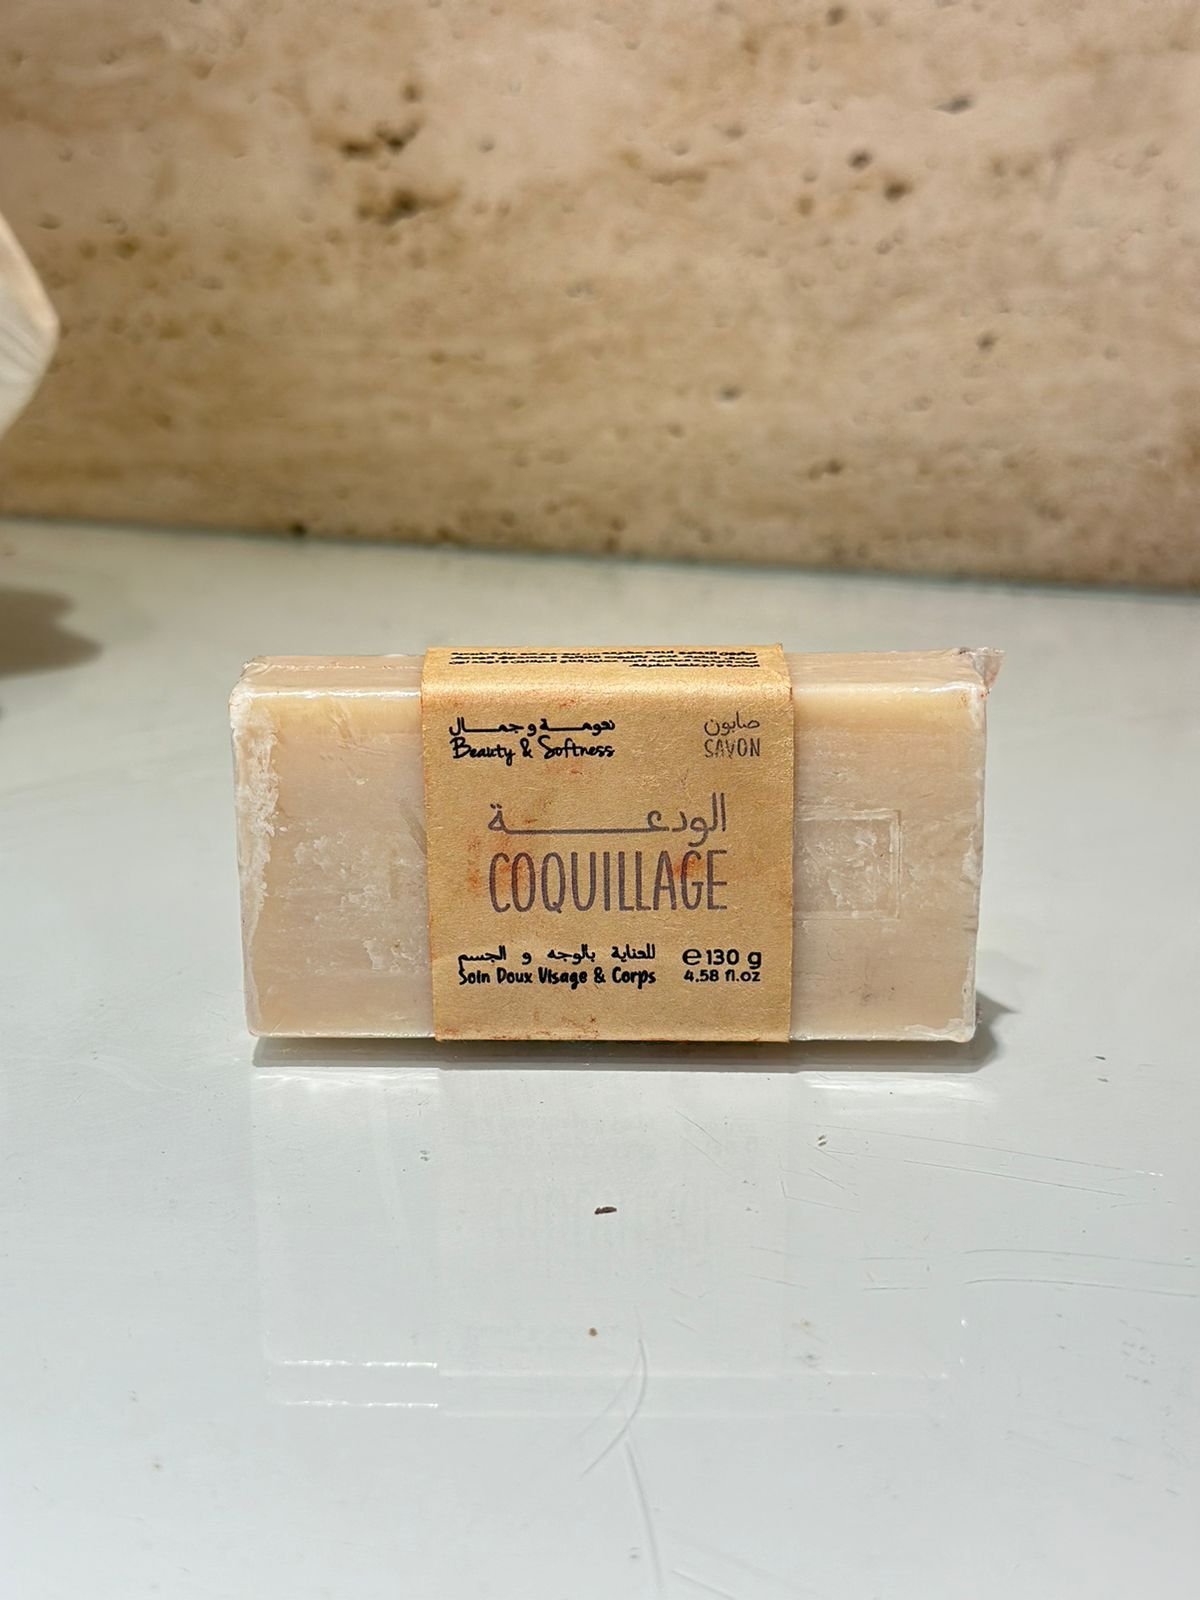 نعومة و جمال
Beauty & Softness
صابون
SAVON
الودعة
COQUILLAGE
للعناية بالوجه و الجسم
Soin Doux Visage & Corps
e 130 g
4.58 fl.oz